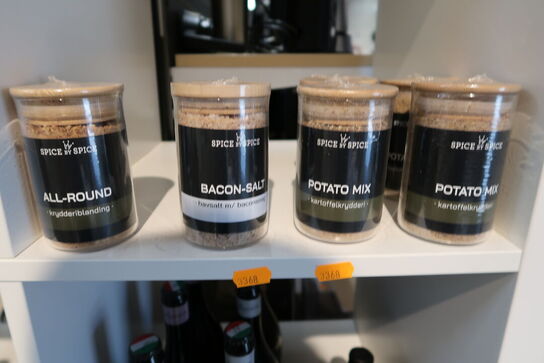 SPICE BY SPICE
ALL-ROUND
krydderiblanding
SPICE BY SPICE
BACON-SALT
havsalt m/
SPICE BY SPICE
POTATO MIX
kartoffelkrydderi
SPICE BY SPICE
POTATO MIX
3368
3368